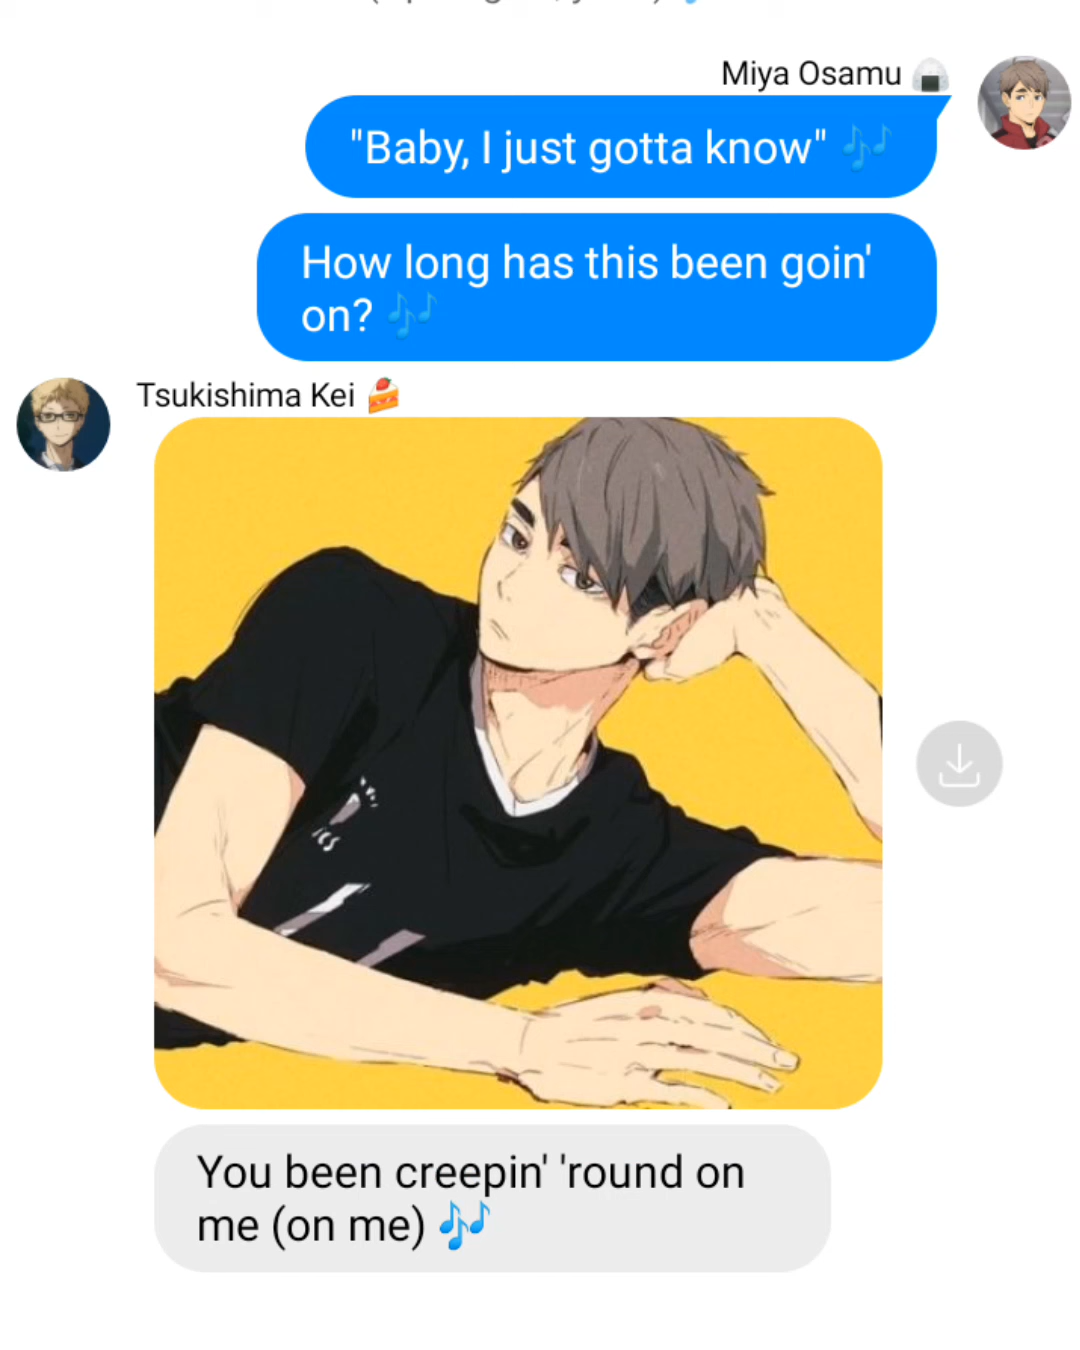 Miya Osamu 🍙
"Baby, I just gotta know" 🎶
How long has this been goin'
on? 🎶
Tsukishima Kei 🍰
You been creepin' 'round on
me (on me) 🎶